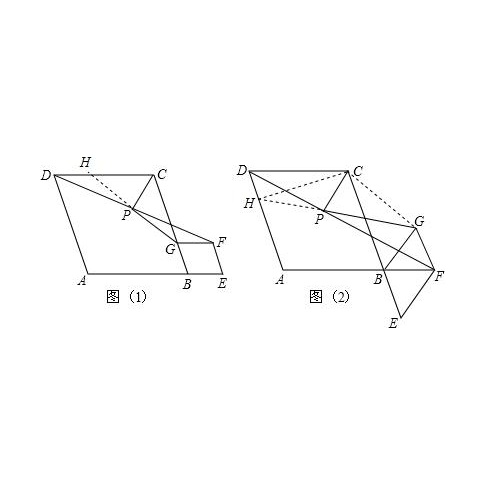 H
D C
P
G F
A B E
图（1）
D C
H P G
A B F
E
图（2）